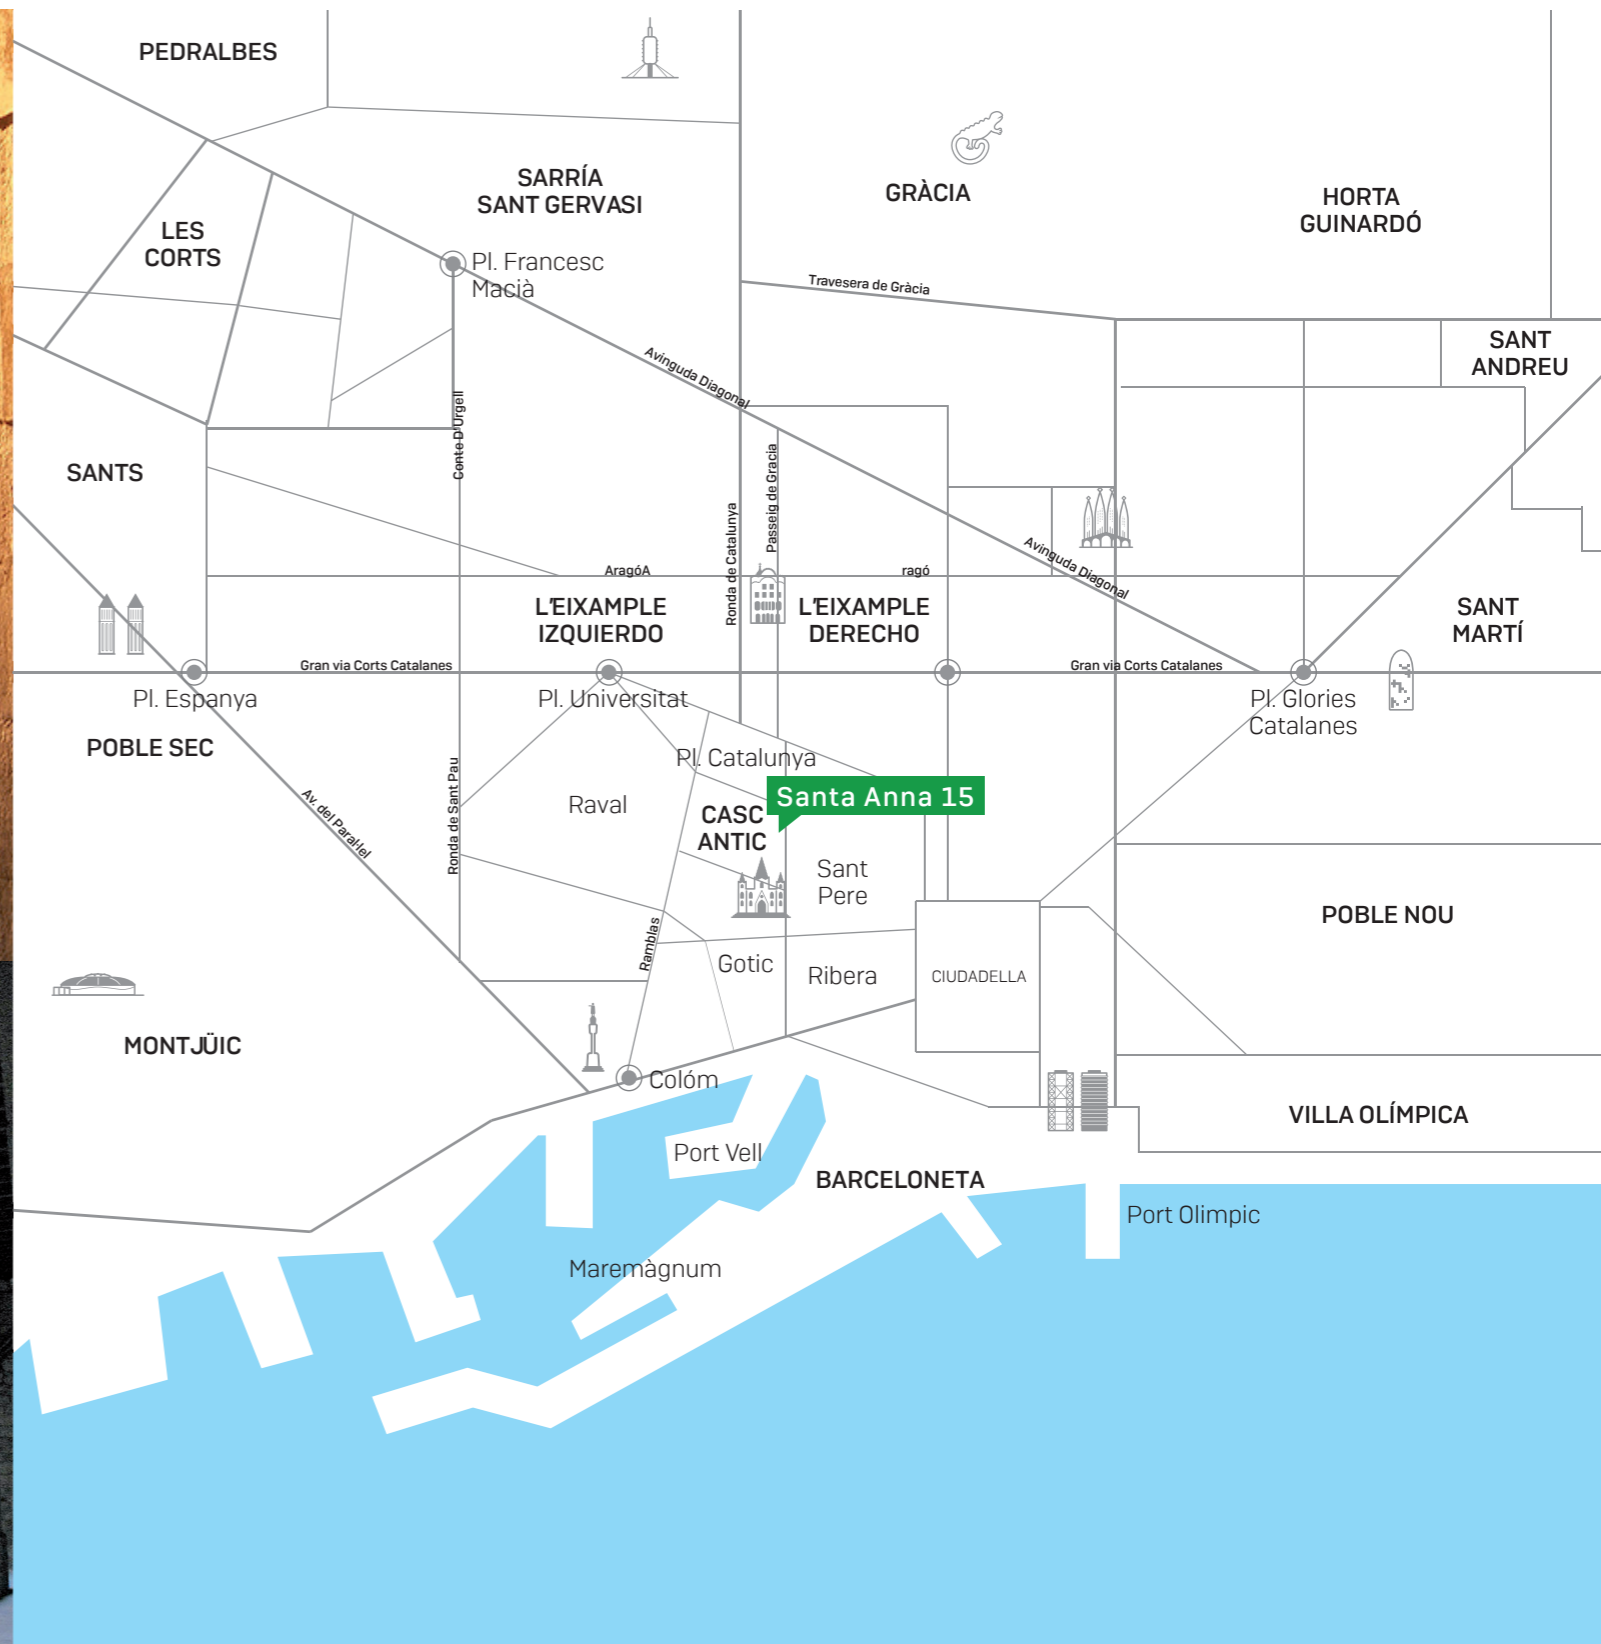 PEDRALBES
SARRÍA
SANT GERVASI
GRÀCIA
HORTA
GUINARDÓ
LES
CORTS
Pl. Francesc
Macià
Travesera de Gràcia
SANT
ANDREU
Avinguda Diagonal
Conte D'Urgell
SANTS
Passeig de Gracia
Ronda de Catalunya
AragóA
ragó
Avinguda Diagonal
L'EIXAMPLE
IZQUIERDO
L'EIXAMPLE
DERECHO
SANT
MARTÍ
Gran via Corts Catalanes
Gran via Corts Catalanes
Pl. Espanya
Pl. Universitat
Pl. Glories
Catalanes
POBLE SEC
Pl. Catalunya
Santa Anna 15
Raval
CASC
ANTIC
Av. del Paral·lel
Ronda de Sant Pau
Sant
Pere
POBLE NOU
Ramblas
Gotic
Ribera
CIUDADELLA
MONTJÜIC
Colóm
VILLA OLÍMPICA
Port Vell
BARCELONETA
Port Olimpic
Maremàgnum